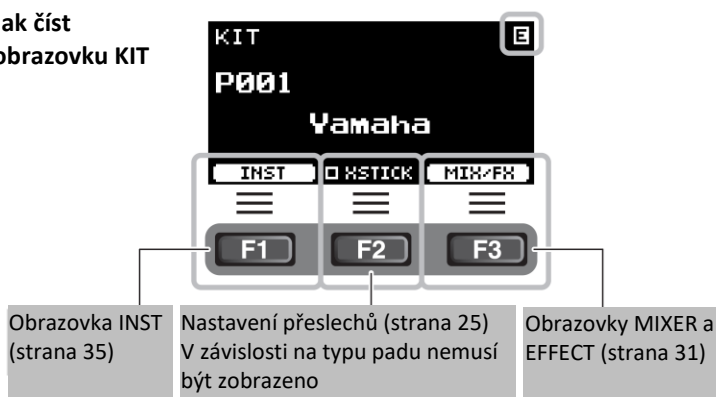 ak číst
obrazovku KIT
KIT
E
P001
Yamaha
INST
XSTICK
MIX/FX
F1
F2
F3
Obrazovka INST
(strana 35)
Nastavení přeslechů (strana 25)
V závislosti na typu padu nemusí
být zobrazeno
Obrazovky MIXER a
EFFECT (strana 31)